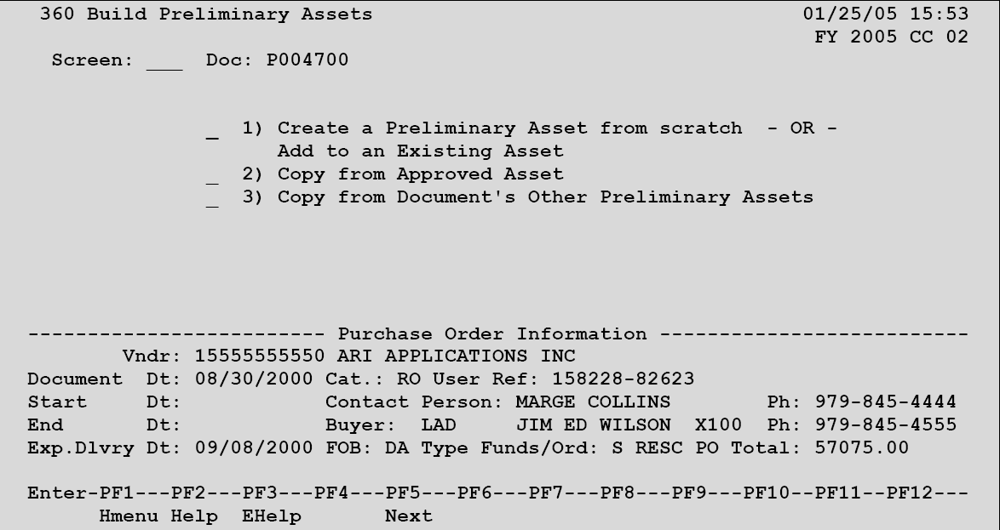 360 Build Preliminary Assets 01/25/05 15:53
FY 2005 CC 02
Screen: ___ Doc: P004700
_ 1) Create a Preliminary Asset from scratch - OR -
Add to an Existing Asset
_ 2) Copy from Approved Asset
_ 3) Copy from Document's Other Preliminary Assets
------------------------- Purchase Order Information --------------------------
Vndr: 15555555550 ARI APPLICATIONS INC
Document Dt: 08/30/2000 Cat.: RO User Ref: 158228-82623
Start Dt: Contact Person: MARGE COLLINS Ph: 979-845-4444
End Dt: Buyer: LAD JIM ED WILSON X100 Ph: 979-845-4555
Exp.Dlvry Dt: 09/08/2000 FOB: DA Type Funds/Ord: S RESC PO Total: 57075.00
Enter-PF1---PF2---PF3---PF4---PF5---PF6---PF7---PF8---PF9---PF10--PF11--PF12---
Hmenu Help EHelp Next